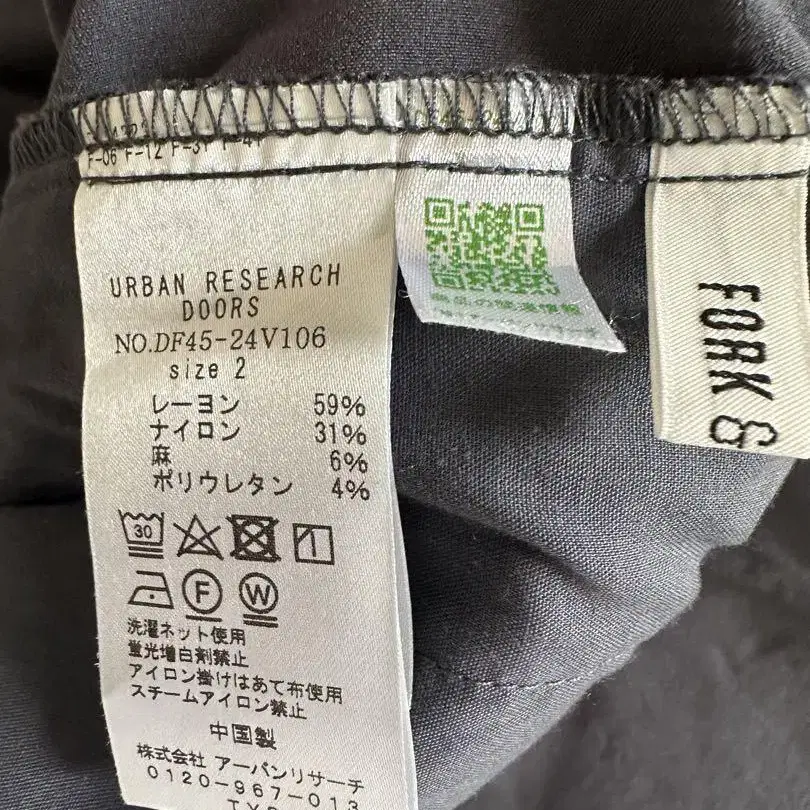 F-06 F-12 F-31 F-41
URBAN RESEARCH
DOORS
NO.DF45-24V106
size 2
レーヨン 59%
ナイロン 31%
麻 6%
ポリウレタン 4%
30
F
W
洗濯ネット使用
蛍光増白剤禁止
アイロン掛けはあて布使用
スチームアイロン禁止
中国製
株式会社 アーバンリサーチ
0120-967-013
FORK &